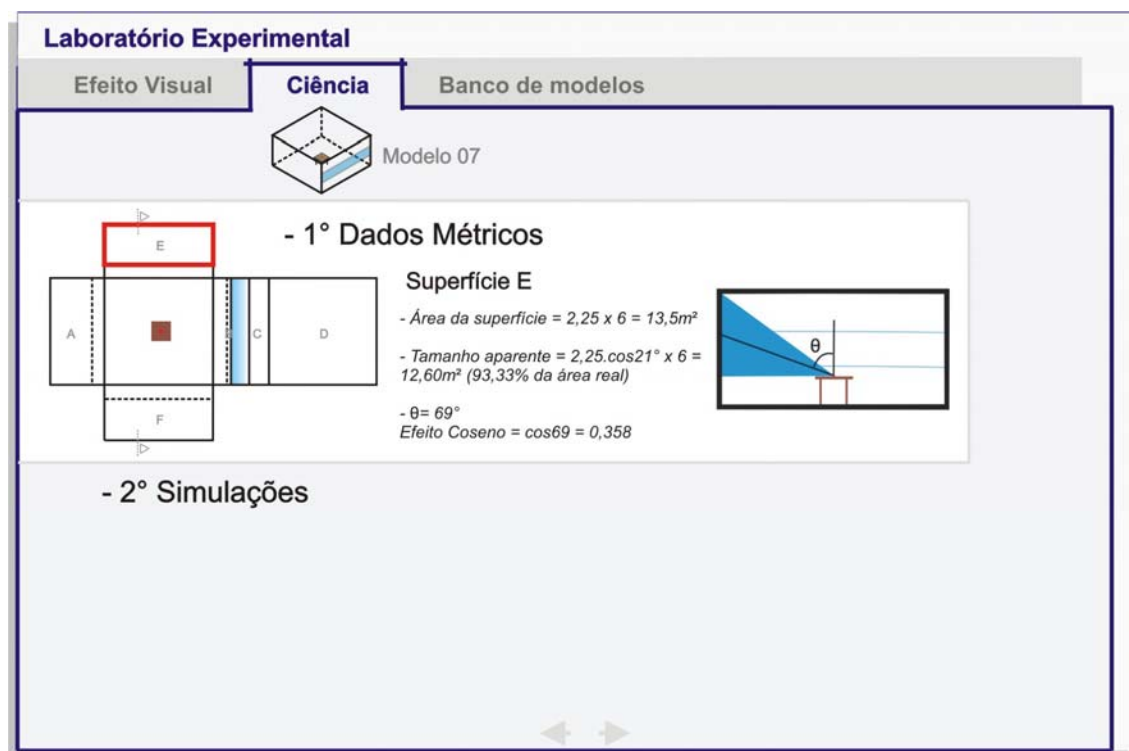 Laboratório Experimental
Efeito Visual
Ciência
Banco de modelos
Modelo 07
- 1° Dados Métricos
E
A
C
D
F
Superfície E
- Área da superfície = 2,25 x 6 = 13,5m²
- Tamanho aparente = 2,25.cos21° x 6 =
12,60m² (93,33% da área real)
- θ= 69°
Efeito Coseno = cos69 = 0,358
θ
- 2° Simulações